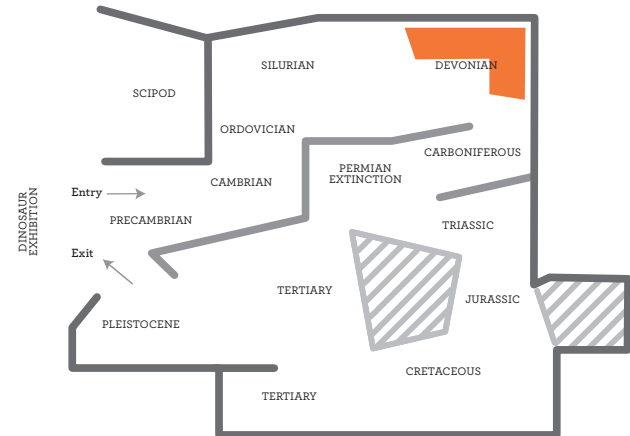 SILURIAN
DEVONIAN
SCIPOD
ORDOVICIAN
CARBONIFEROUS
PERMIAN
EXTINCTION
CAMBRIAN
Entry
PRECAMBRIAN
DINOSAUR
EXHIBITION
TRIASSIC
Exit
TERTIARY
JURASSIC
PLEISTOCENE
CRETACEOUS
TERTIARY